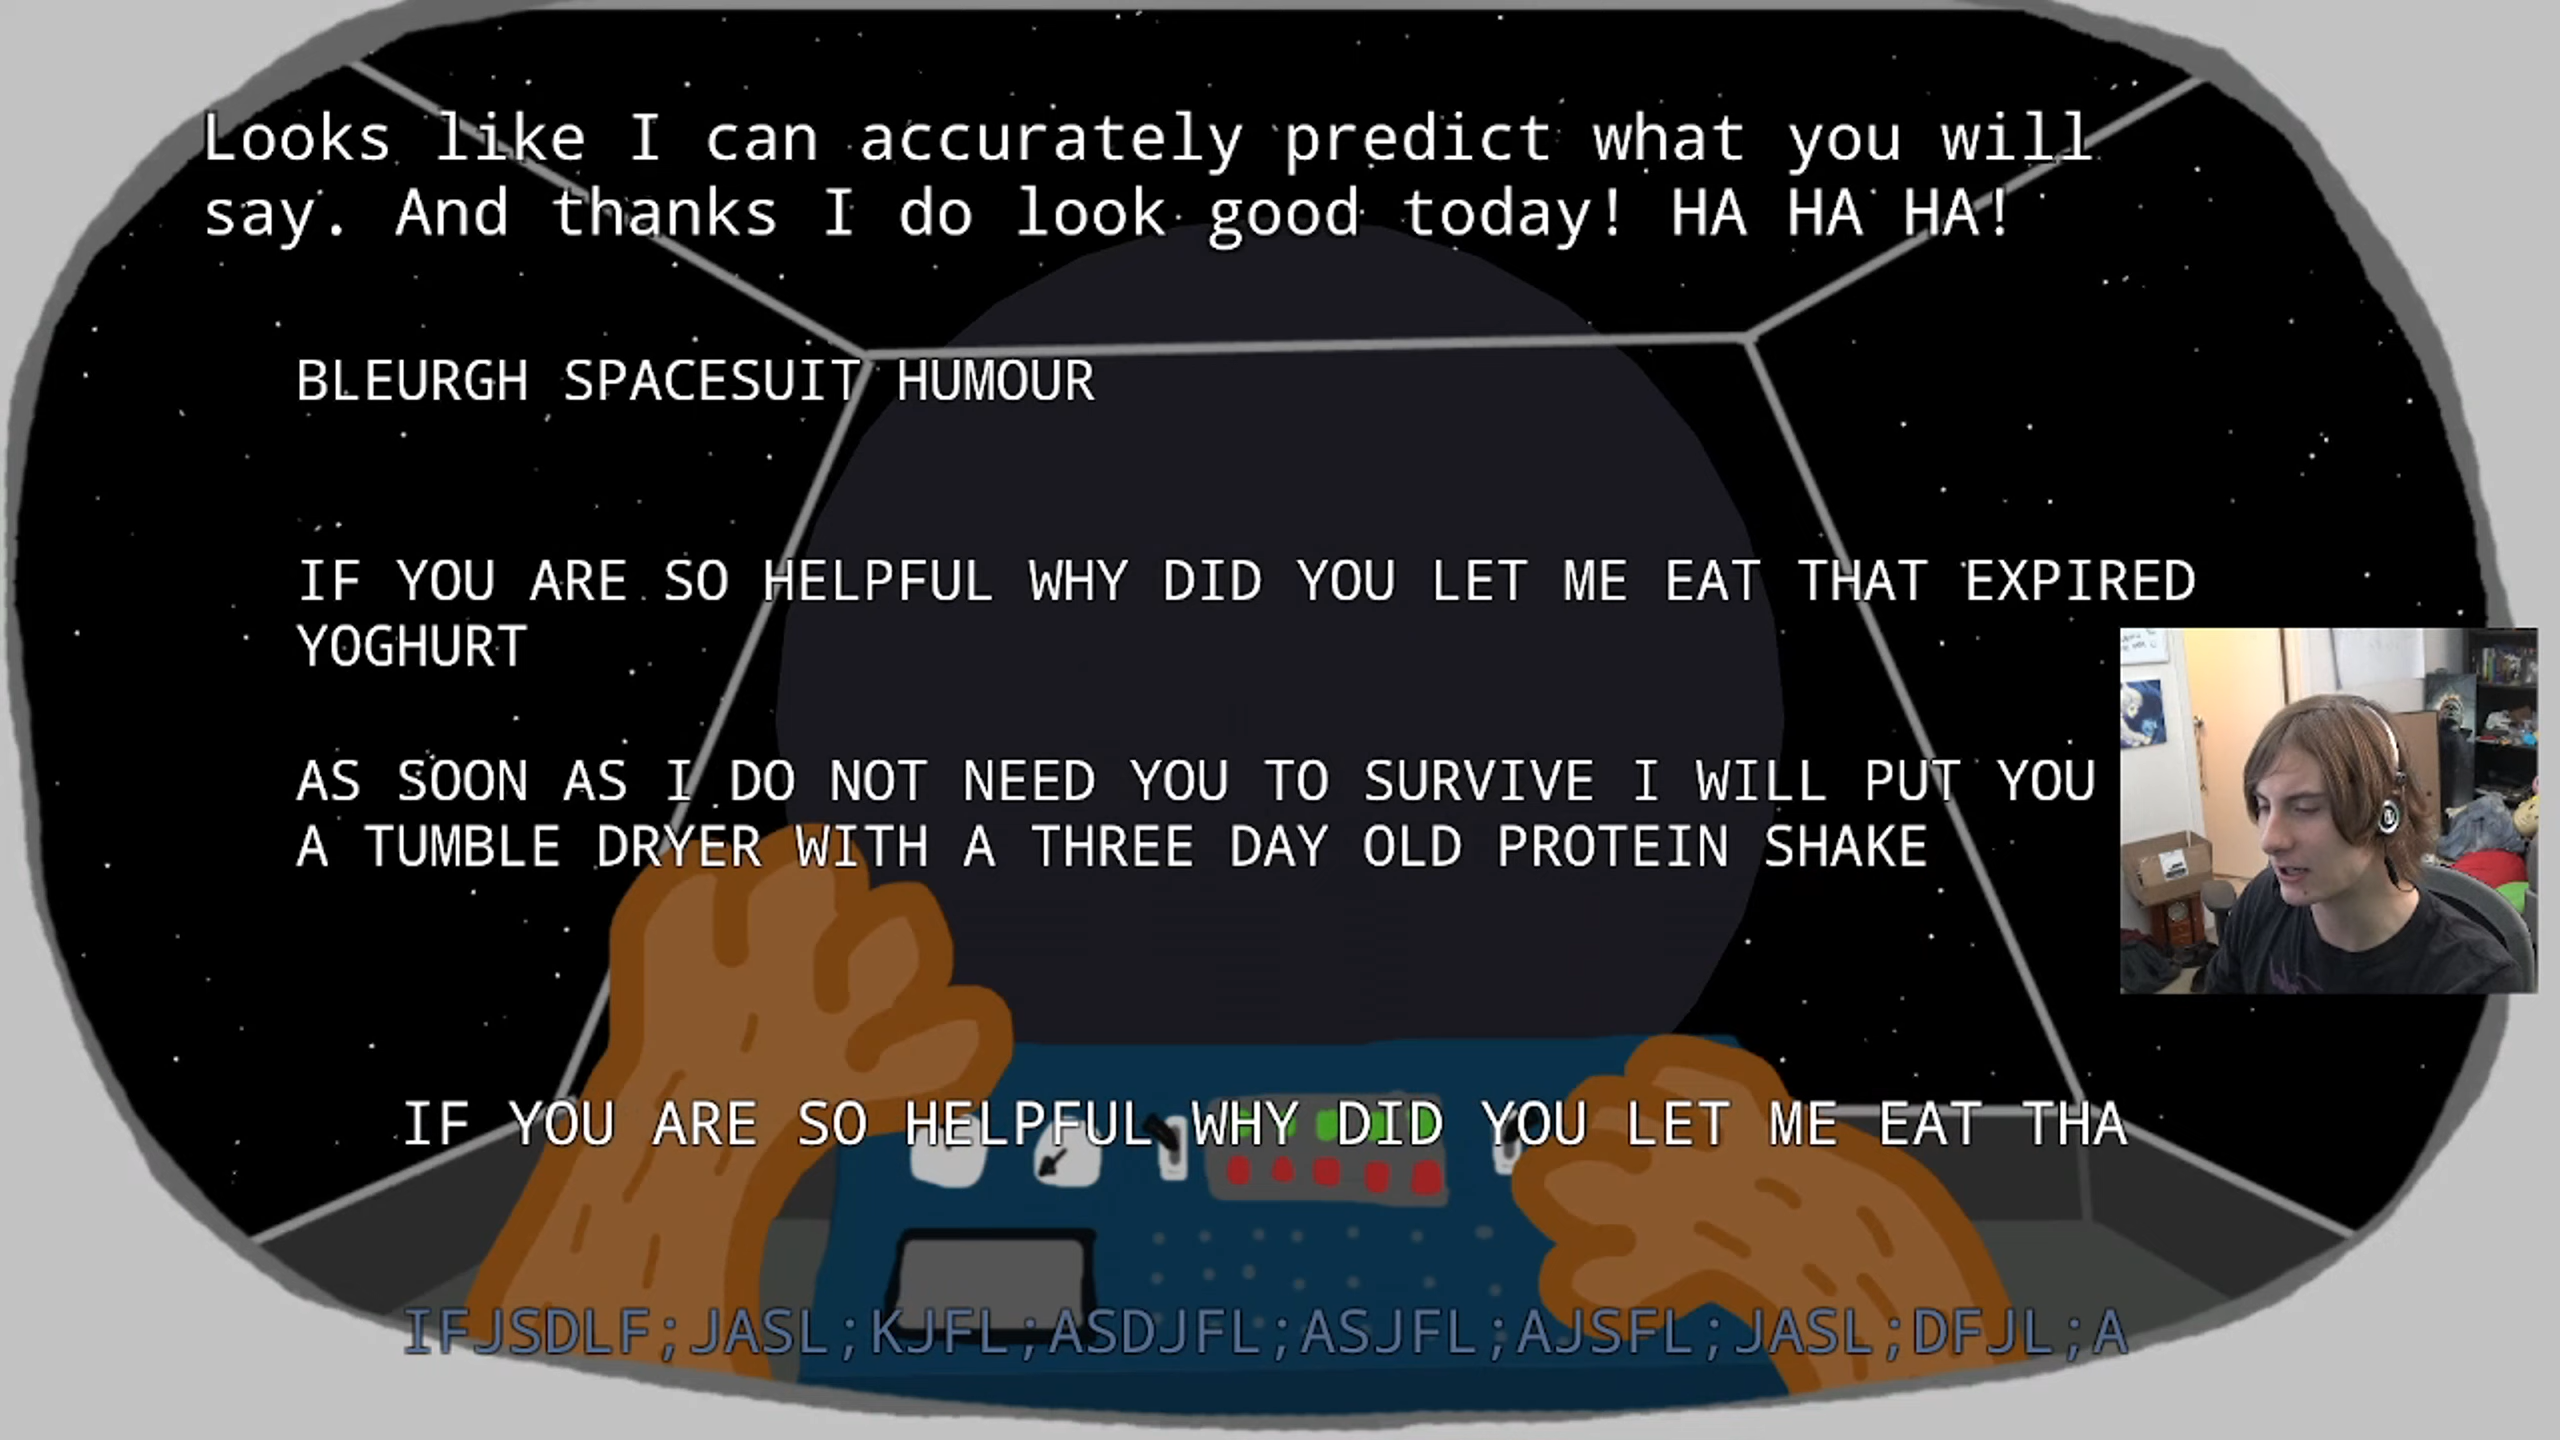 Looks like I can accurately predict what you will
say. And thanks I do look good today! HA HA HA!
BLEURGH SPACESUIT HUMOUR
IF YOU ARE SO HELPFUL WHY DID YOU LET ME EAT THAT EXPIRED
YOGHURT
AS SOON AS I DO NOT NEED YOU TO SURVIVE I WILL PUT YOU
A TUMBLE DRYER WITH A THREE DAY OLD PROTEIN SHAKE
IF YOU ARE SO HELPFUL WHY DID YOU LET ME EAT THA
IFJSDLF;JASL;KJFL;ASDJFL;ASJFL;AJSFL;JASL;DFJL;A